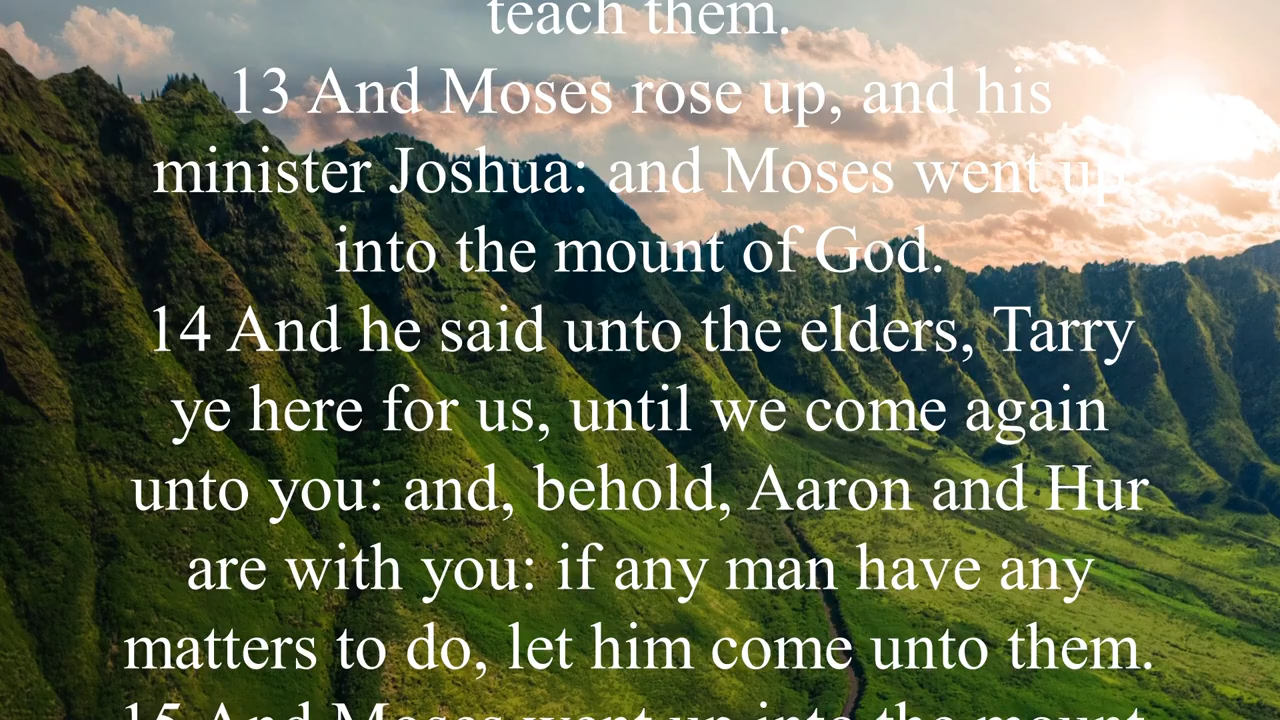 teach them.
13 And Moses rose up, and his
minister Joshua: and Moses went up
into the mount of God.
14 And he said unto the elders, Tarry
ye here for us, until we come again
unto you: and, behold, Aaron and Hur
are with you: if any man have any
matters to do, let him come unto them.
15 And Moses went up into the mount